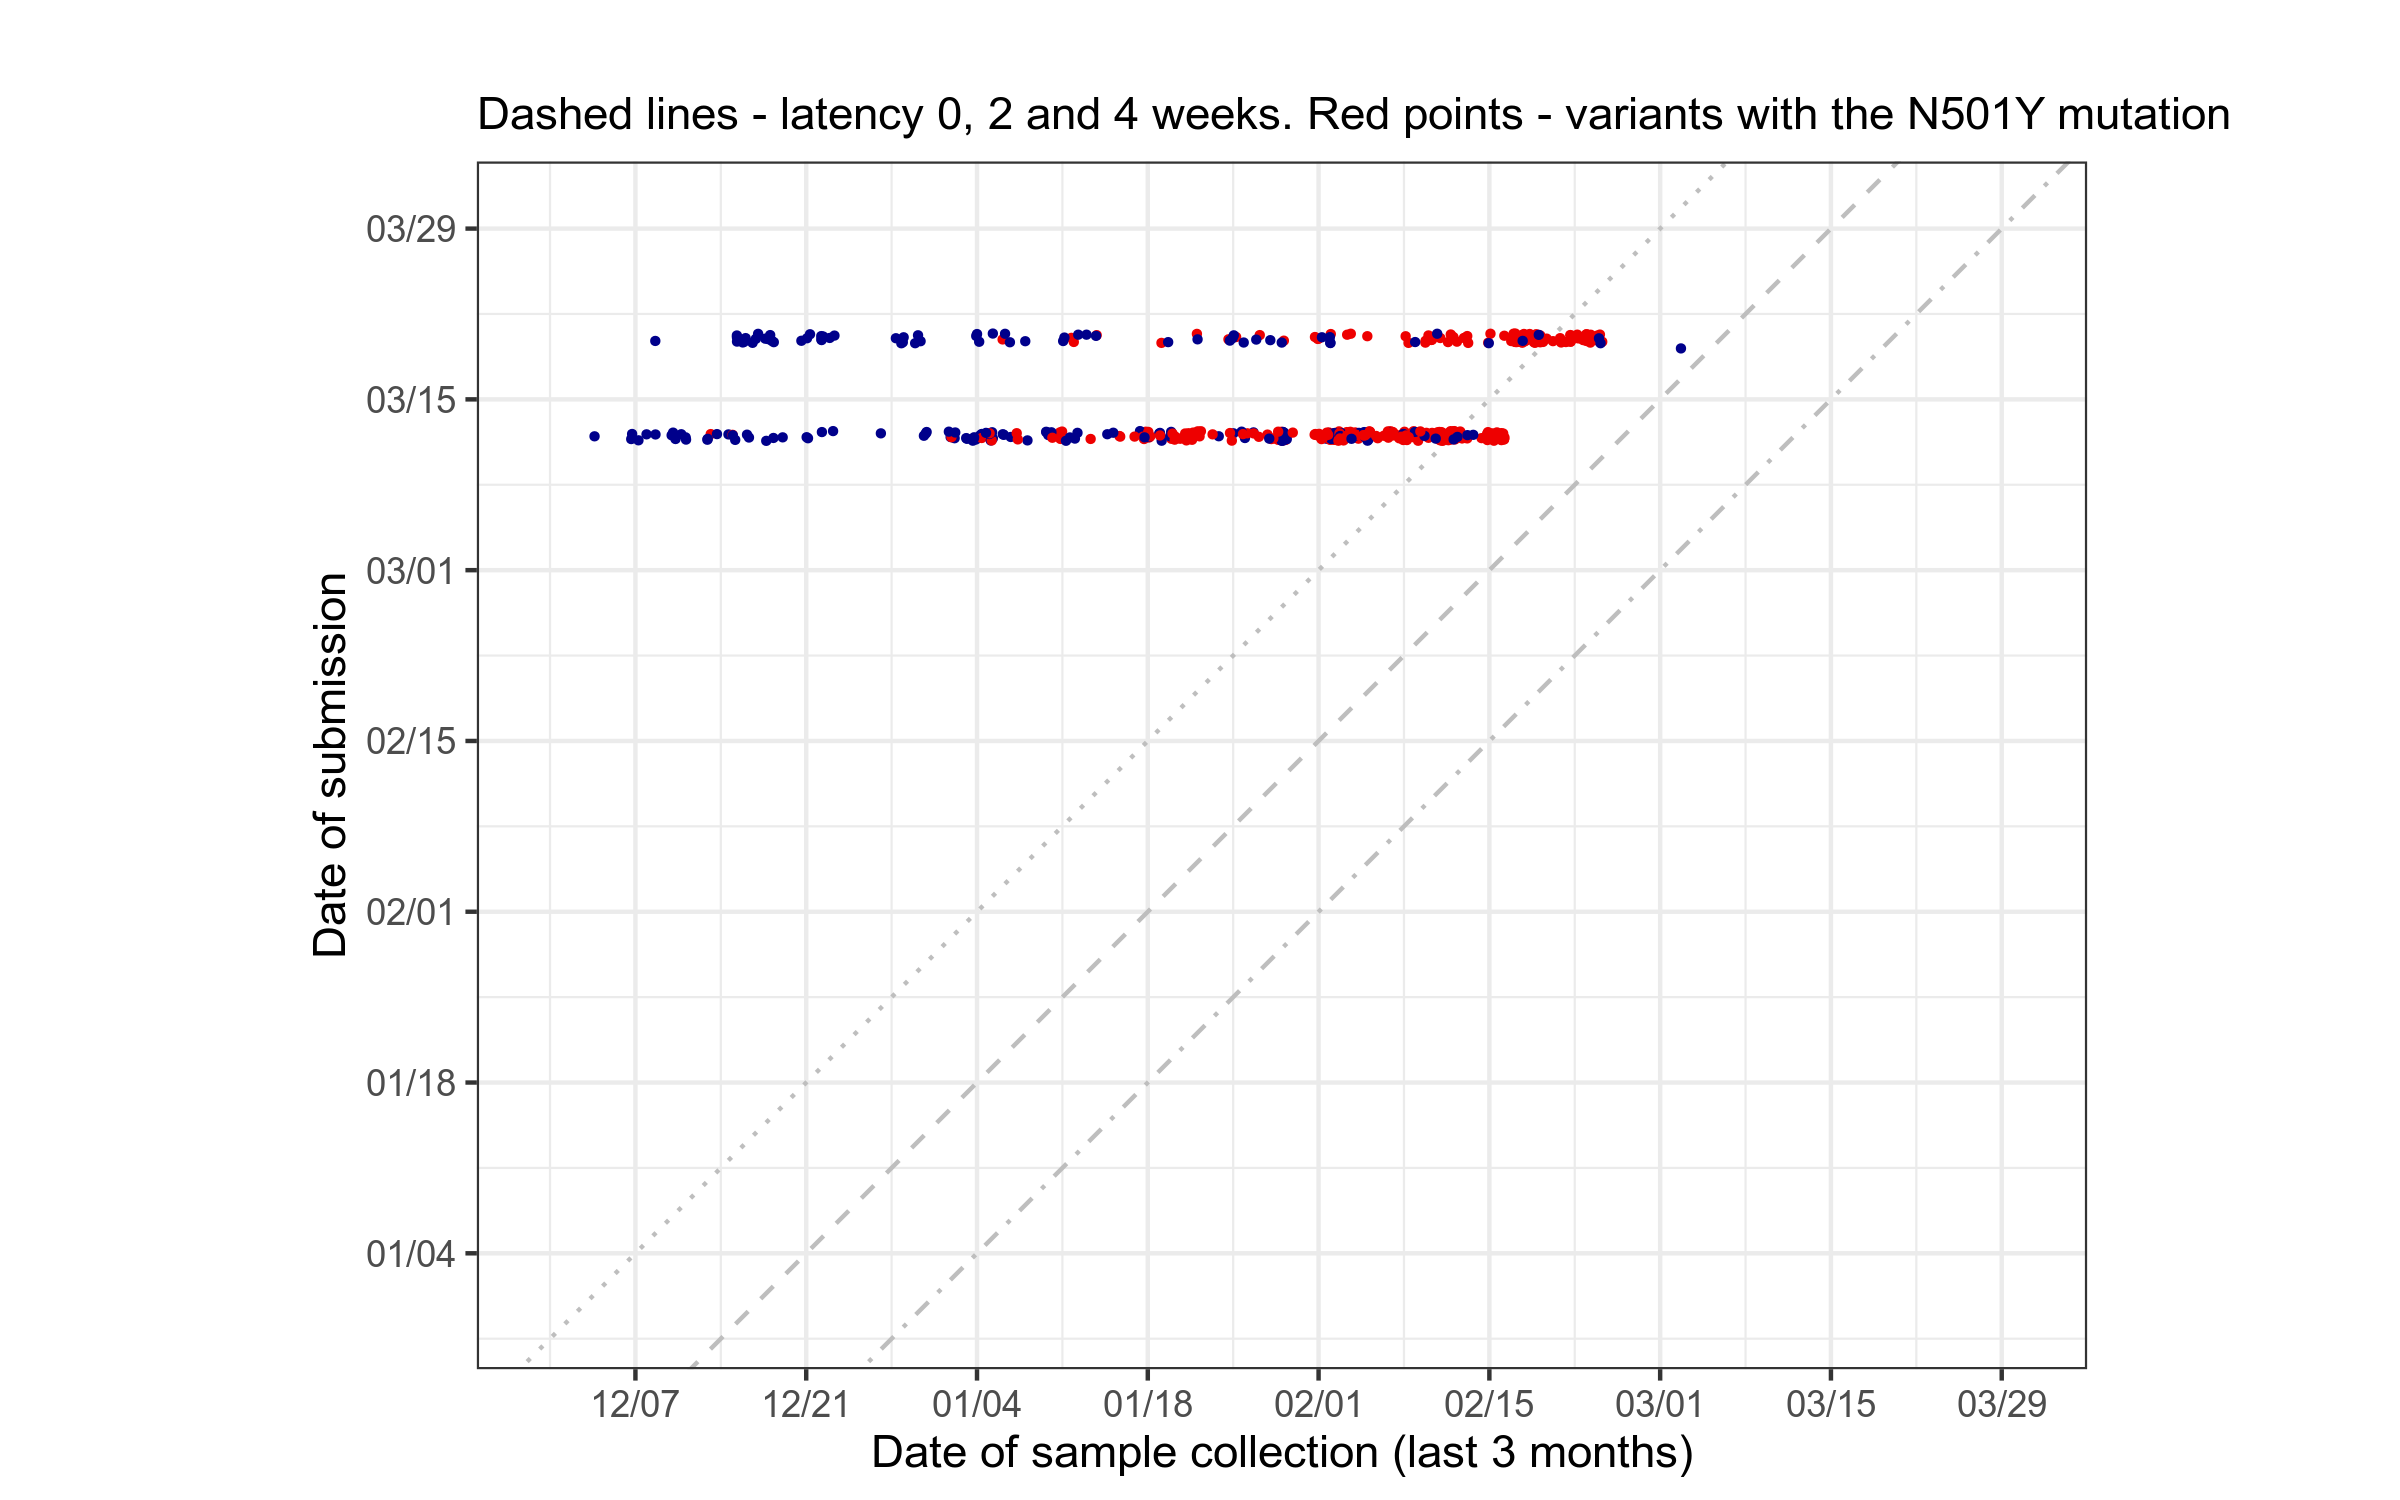 Dashed lines - latency 0, 2 and 4 weeks. Red points - variants with the N501Y mutation
Date of submission
03/29
03/15
03/01
02/15
02/01
01/18
01/04
12/07 12/21 01/04 01/18 02/01 02/15 03/01 03/15 03/29
Date of sample collection (last 3 months)